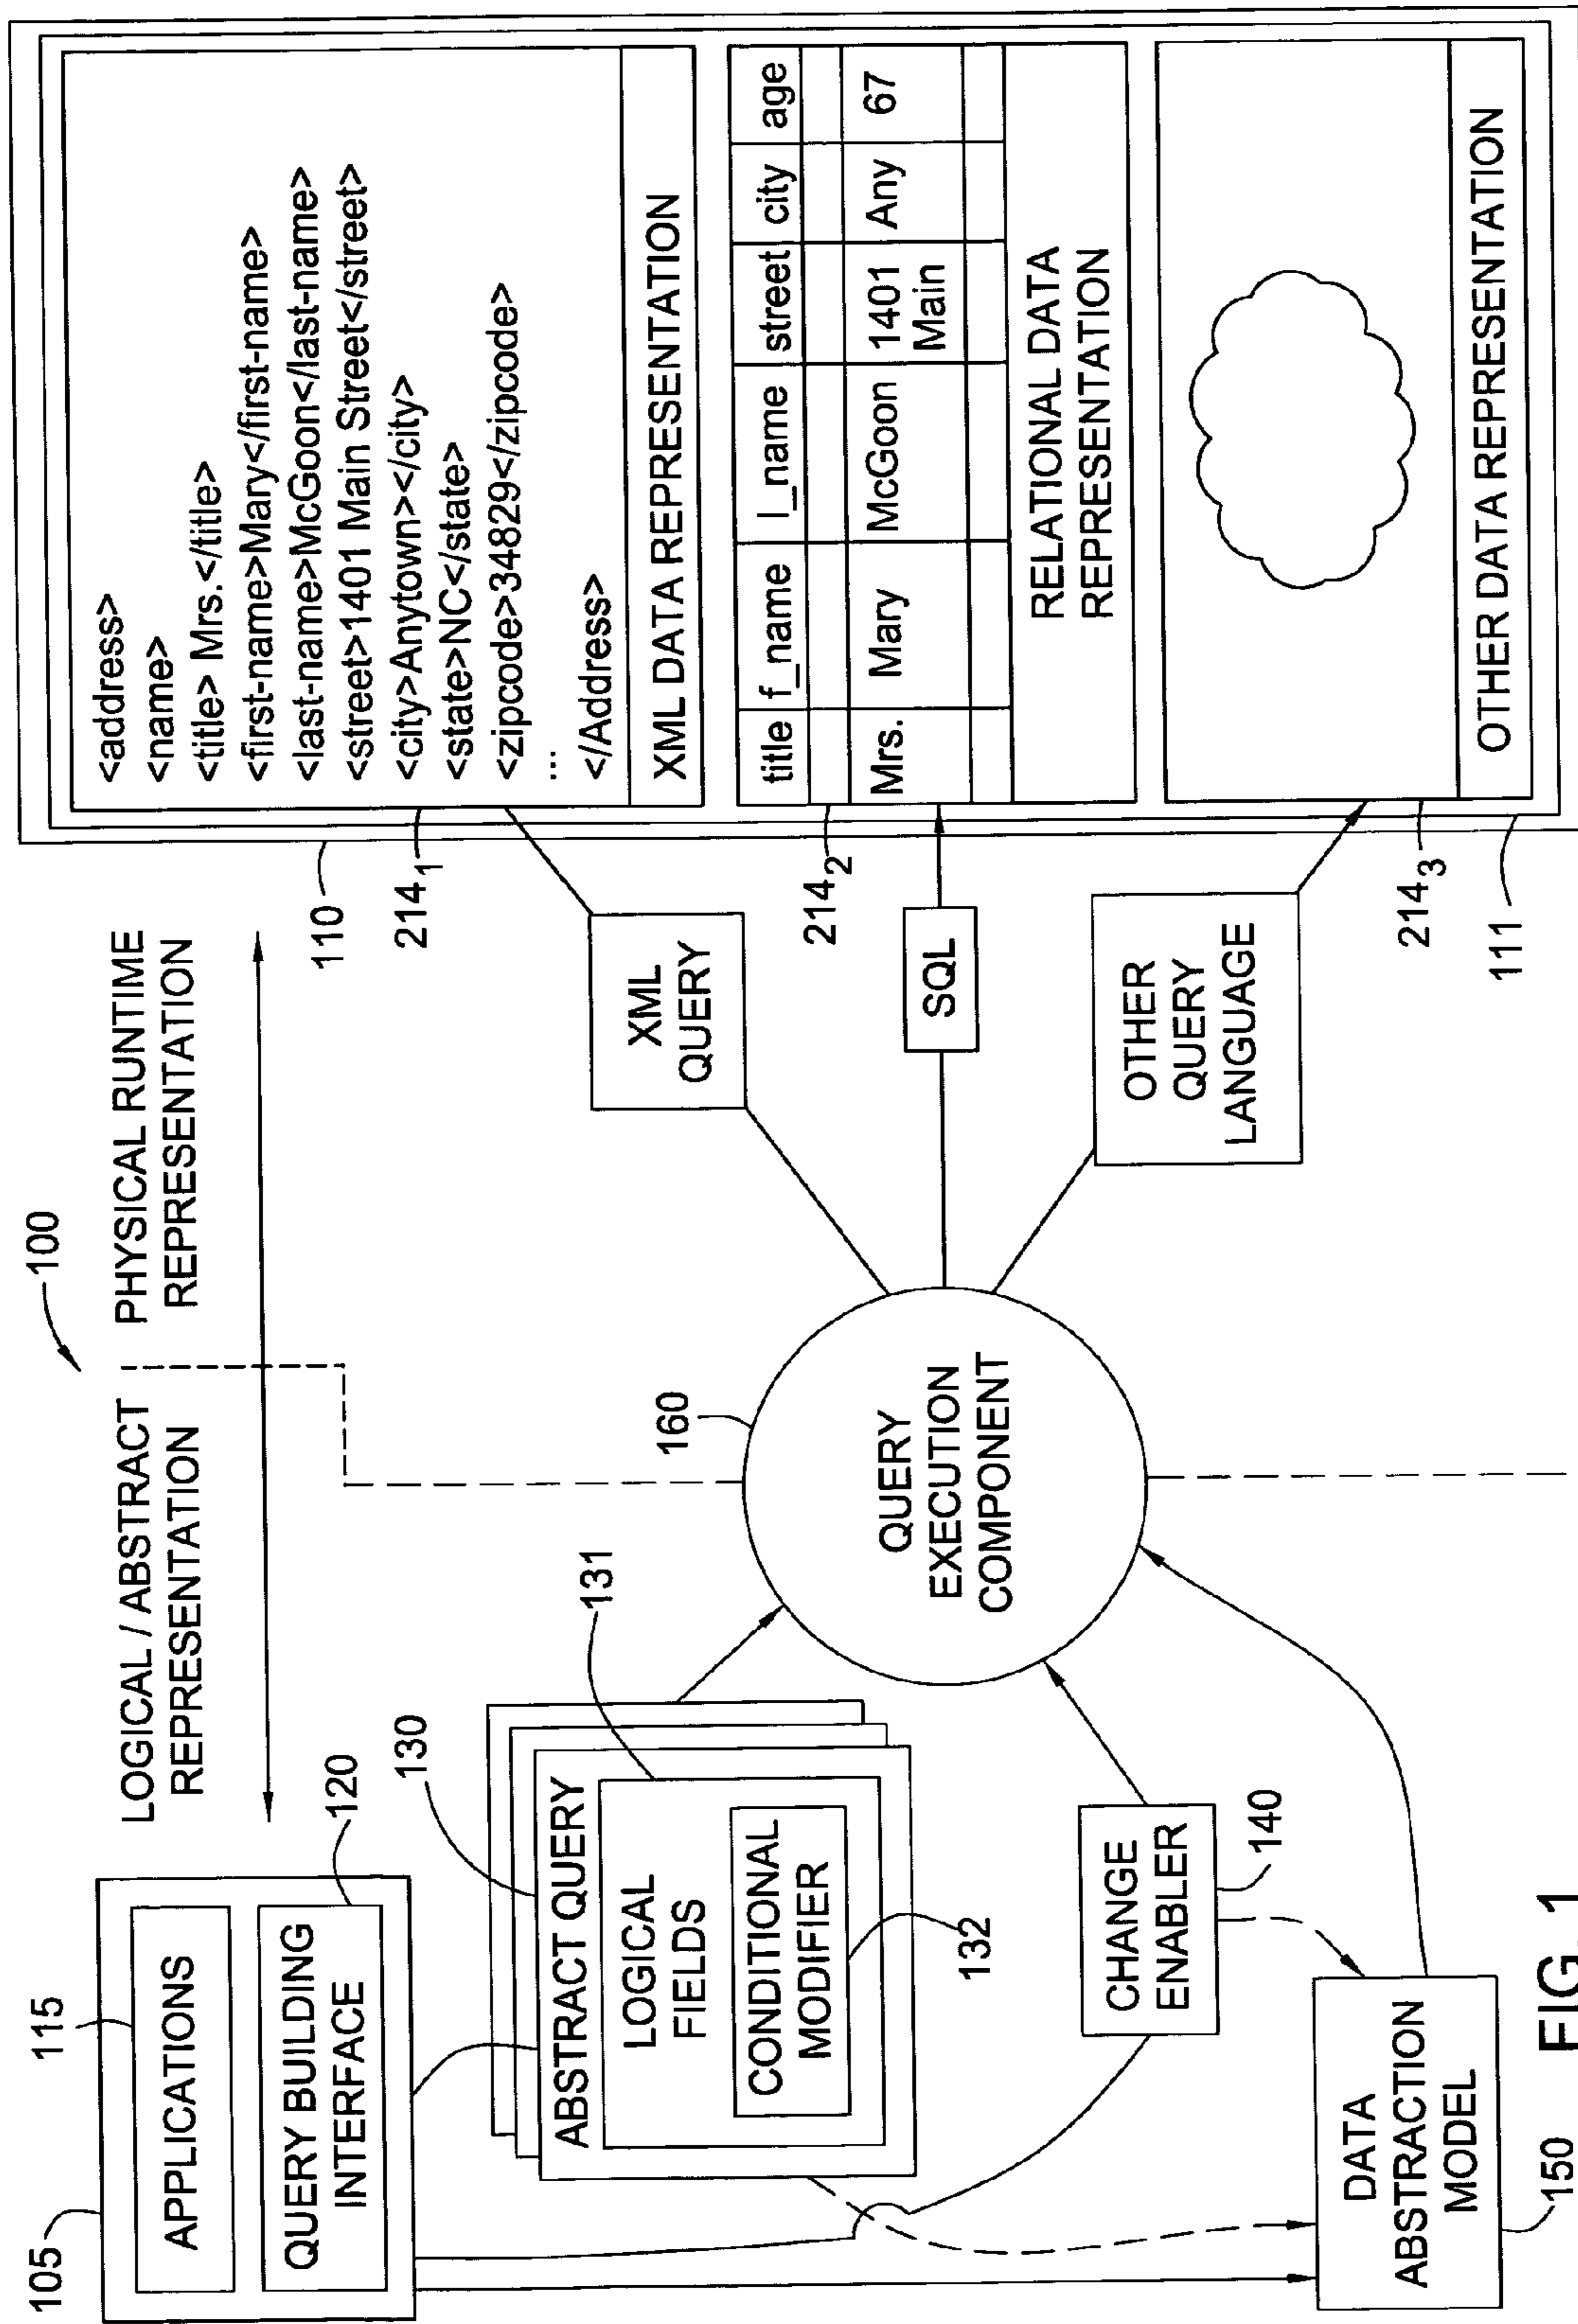 100
LOGICAL / ABSTRACT
REPRESENTATION
PHYSICAL RUNTIME
REPRESENTATION
105
115
APPLICATIONS
QUERY BUILDING
INTERFACE
120
130
ABSTRACT QUERY
131
LOGICAL
FIELDS
CONDITIONAL
MODIFIER
132
CHANGE
ENABLER
140
DATA
ABSTRACTION
MODEL
150
160
QUERY
EXECUTION
COMPONENT
XML
QUERY
SQL
OTHER
QUERY
LANGUAGE
110
214₁
<address>
<name>
<title> Mrs.</title>
<first-name>Mary</first-name>
<last-name>McGoon</last-name>
<street>1401 Main Street</street>
<city>Anytown></city>
<state>NC</state>
<zipcode>34829</zipcode>
...
</Address>
XML DATA REPRESENTATION
214₂
title f_name l_name street city age
Mrs. Mary McGoon 1401 Main Any 67
RELATIONAL DATA
REPRESENTATION
214₃
OTHER DATA REPRESENTATION
111
FIG. 1